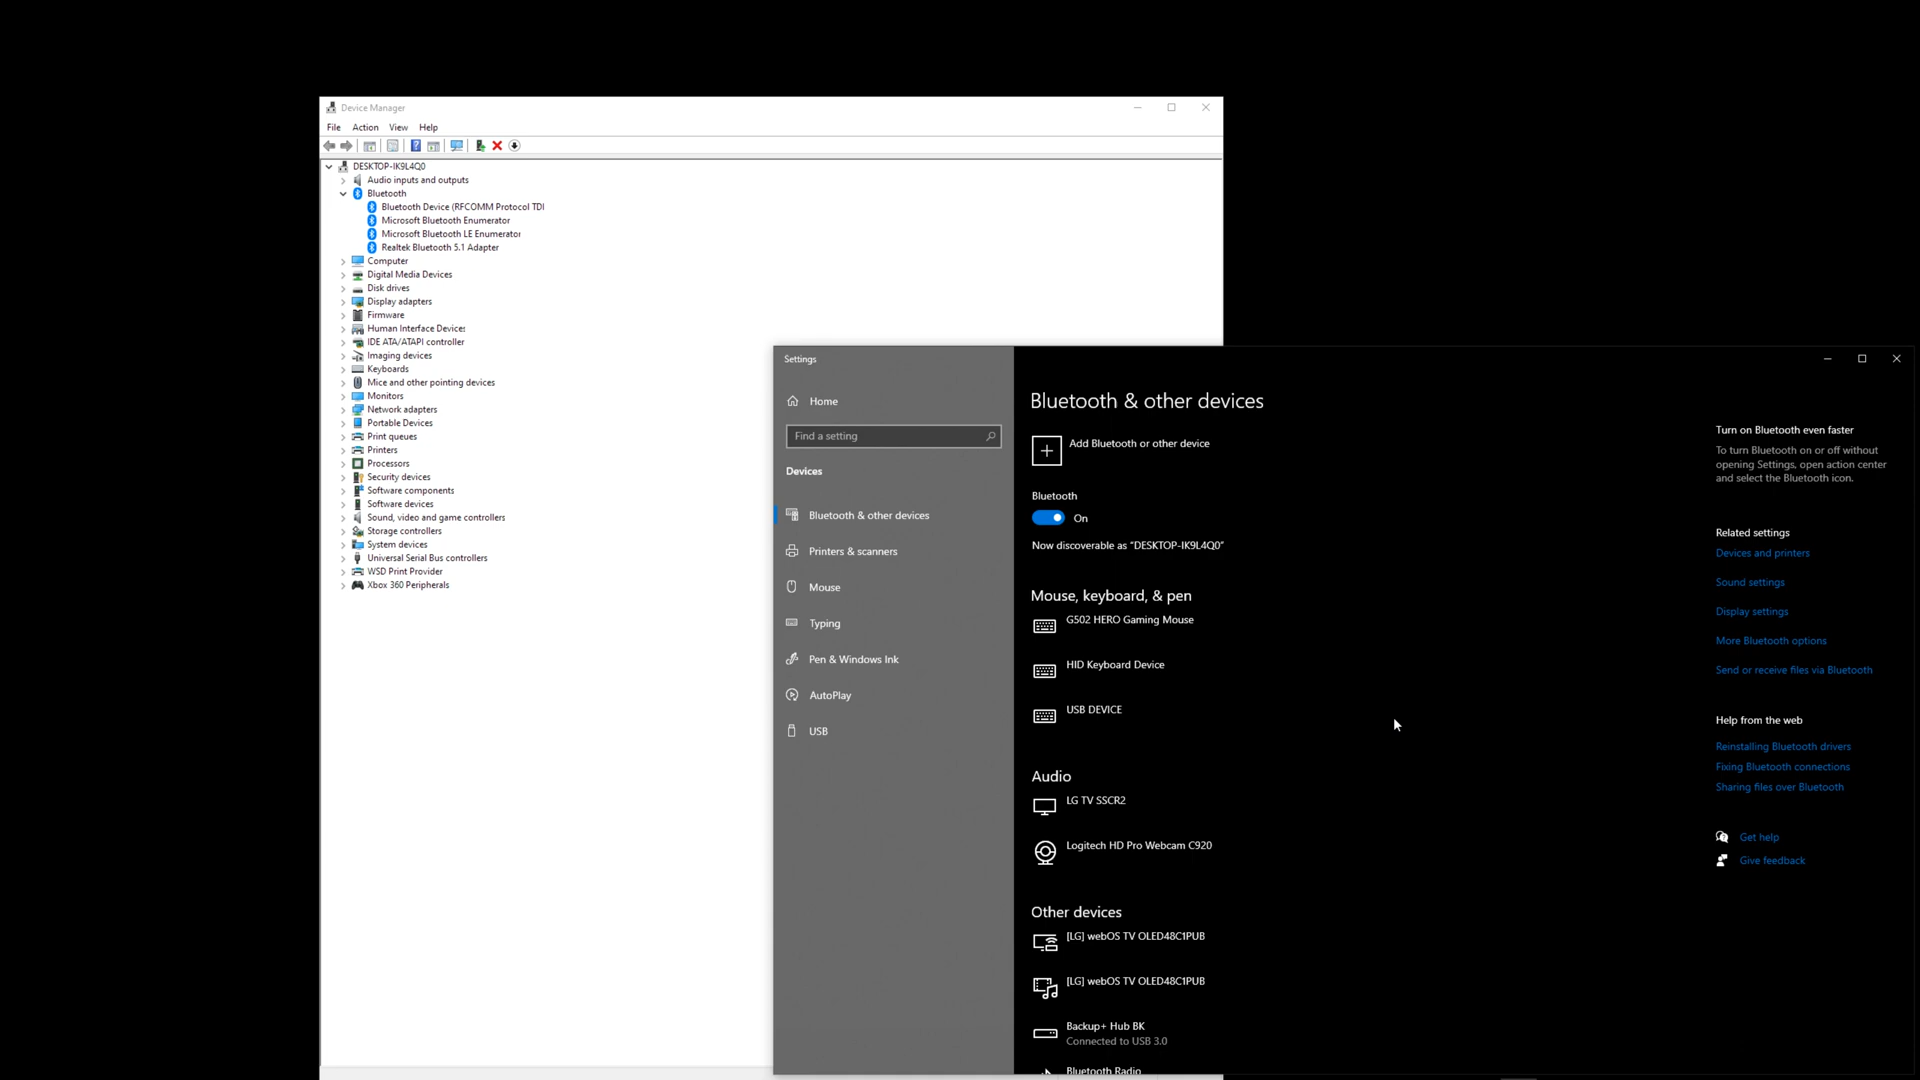 Device Manager
File Action View Help
DESKTOP-IK9L4Q0
Audio inputs and outputs
Bluetooth
Bluetooth Device (RFCOMM Protocol TDI
Microsoft Bluetooth Enumerator
Microsoft Bluetooth LE Enumerator
Realtek Bluetooth 5.1 Adapter
Computer
Digital Media Devices
Disk drives
Display adapters
Firmware
Human Interface Devices
IDE ATA/ATAPI controller
Imaging devices
Keyboards
Mice and other pointing devices
Monitors
Network adapters
Portable Devices
Print queues
Printers
Processors
Security devices
Software components
Software devices
Sound, video and game controllers
Storage controllers
System devices
Universal Serial Bus controllers
WSD Print Provider
Xbox 360 Peripherals
Settings
Home
Find a setting
Devices
Bluetooth & other devices
Printers & scanners
Mouse
Typing
Pen & Windows Ink
AutoPlay
USB
Bluetooth & other devices
Add Bluetooth or other device
Bluetooth
On
Now discoverable as "DESKTOP-IK9L4Q0"
Mouse, keyboard, & pen
G502 HERO Gaming Mouse
HID Keyboard Device
USB DEVICE
Audio
LG TV SSCR2
Logitech HD Pro Webcam C920
Other devices
[LG] webOS TV OLED48C1PUB
[LG] webOS TV OLED48C1PUB
Backup+ Hub BK
Connected to USB 3.0
Bluetooth Radio
Turn on Bluetooth even faster
To turn Bluetooth on or off without
opening Settings, open action center
and select the Bluetooth icon.
Related settings
Devices and printers
Sound settings
Display settings
More Bluetooth options
Send or receive files via Bluetooth
Help from the web
Reinstalling Bluetooth drivers
Fixing Bluetooth connections
Sharing files over Bluetooth
Get help
Give feedback